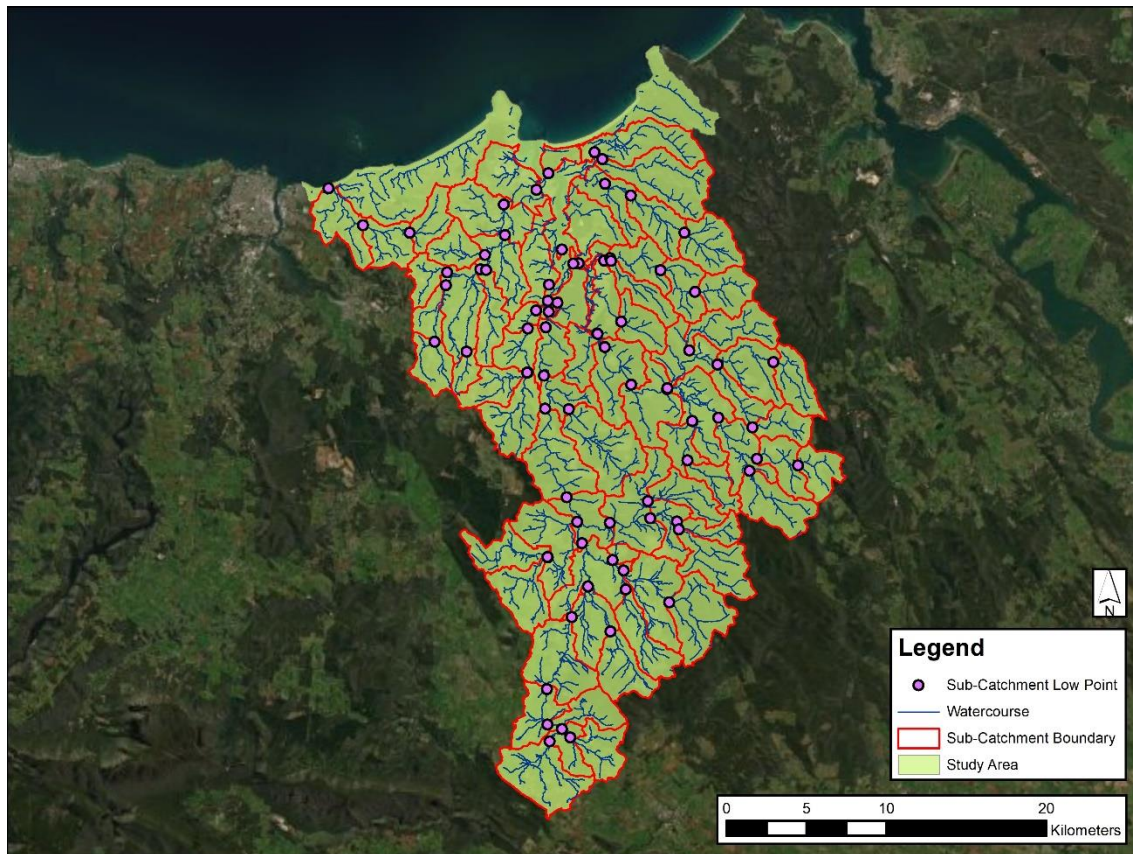 N
Legend
Sub-Catchment Low Point
Watercourse
Sub-Catchment Boundary
Study Area
0 5 10 20
Kilometers